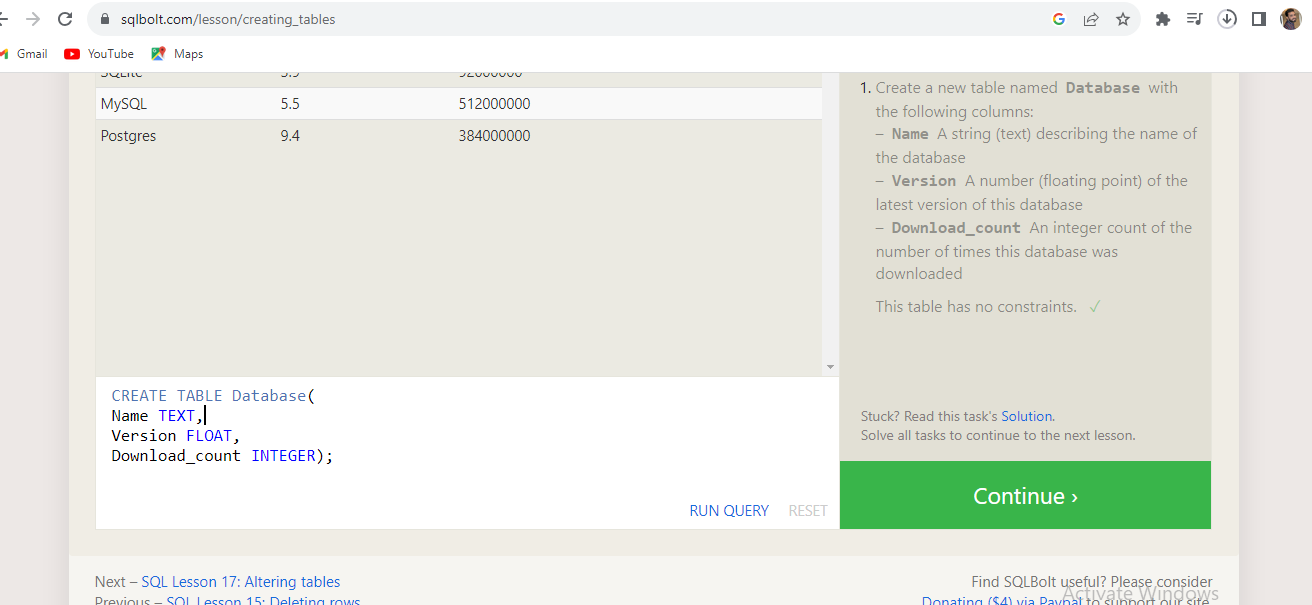 sqlbolt.com/lesson/creating_tables
Gmail YouTube Maps
SQLite 3.9 92000000
MySQL 5.5 512000000
Postgres 9.4 384000000
1. Create a new table named Database with
the following columns:
– Name A string (text) describing the name of
the database
– Version A number (floating point) of the
latest version of this database
– Download_count An integer count of the
number of times this database was
downloaded
This table has no constraints. ✓
CREATE TABLE Database(
Name TEXT,
Version FLOAT,
Download_count INTEGER);
RUN QUERY RESET
Stuck? Read this task's Solution.
Solve all tasks to continue to the next lesson.
Continue ›
Next – SQL Lesson 17: Altering tables
Previous – SQL Lesson 15: Deleting rows
Find SQLBolt useful? Please consider
Donating ($4) via Paypal to support our site.
Activate Windows